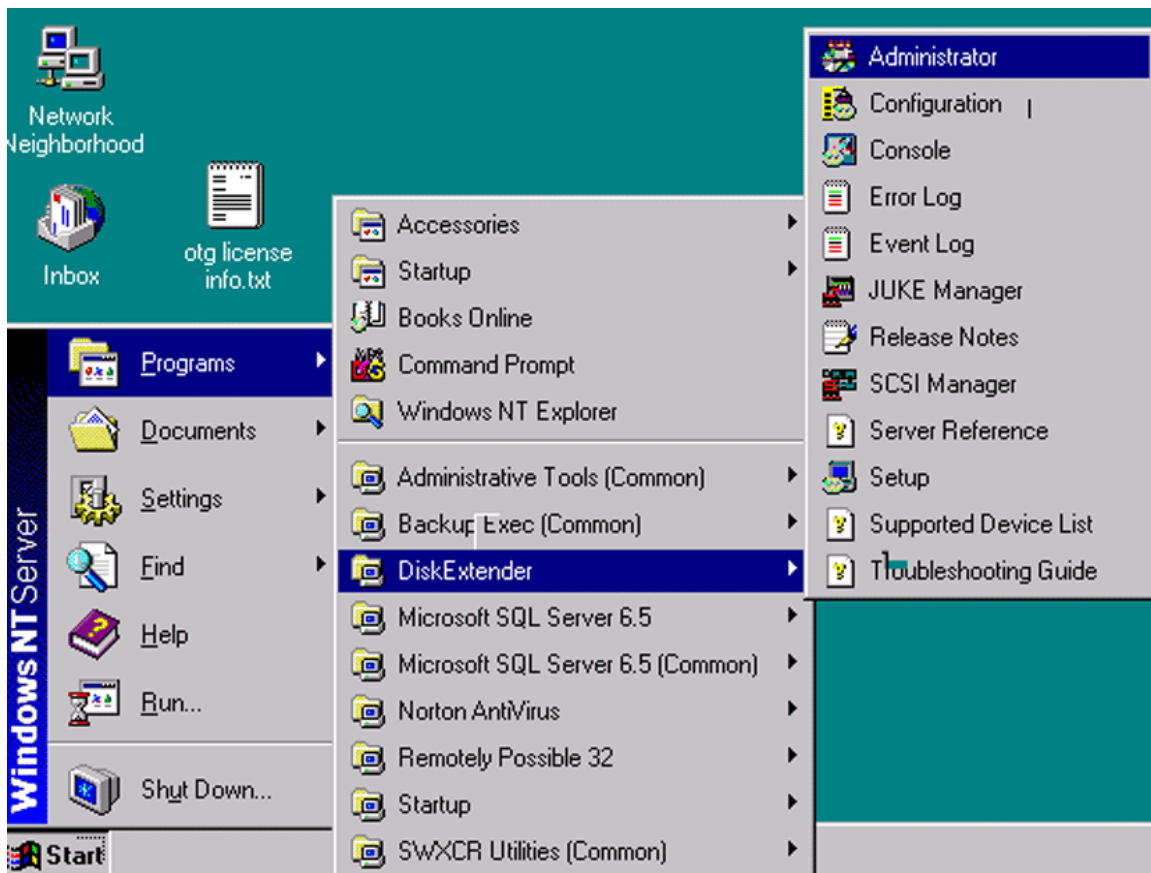 Network
Neighborhood
Inbox
otg license
info.txt
Windows NT Server
Programs
Documents
Settings
Find
Help
Run...
Shut Down...
Start
Accessories
Startup
Books Online
Command Prompt
Windows NT Explorer
Administrative Tools (Common)
Backup Exec (Common)
DiskExtender
Microsoft SQL Server 6.5
Microsoft SQL Server 6.5 (Common)
Norton AntiVirus
Remotely Possible 32
Startup
SWXCR Utilities (Common)
Administrator
Configuration
Console
Error Log
Event Log
JUKE Manager
Release Notes
SCSI Manager
Server Reference
Setup
Supported Device List
Troubleshooting Guide